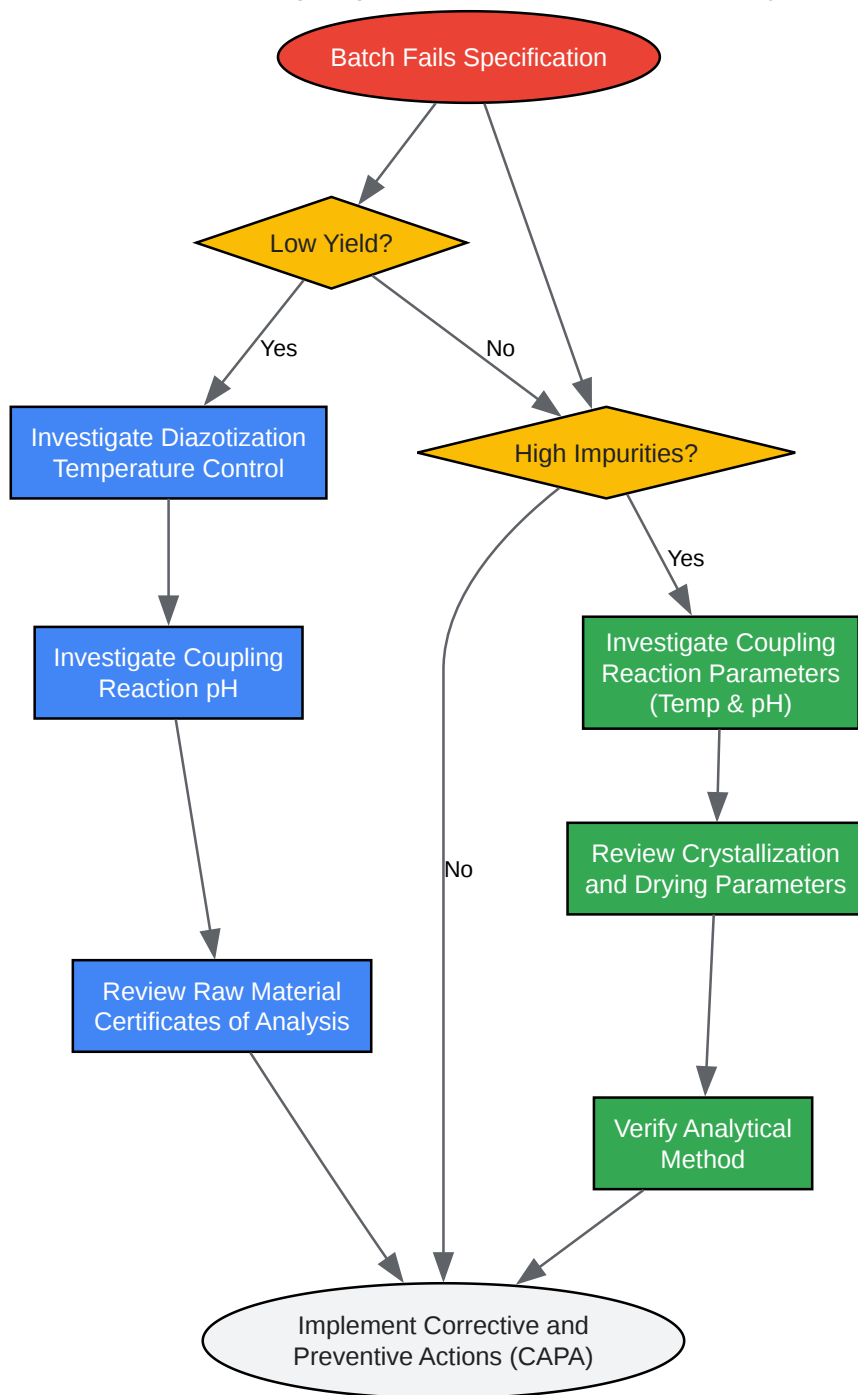 Batch Fails Specification
Low Yield?
Yes
No
Investigate Diazotization
Temperature Control
High Impurities?
Yes
Investigate Coupling
Reaction pH
Investigate Coupling
Reaction Parameters
(Temp & pH)
Review Crystallization
and Drying Parameters
No
Review Raw Material
Certificates of Analysis
Verify Analytical
Method
Implement Corrective and
Preventive Actions (CAPA)